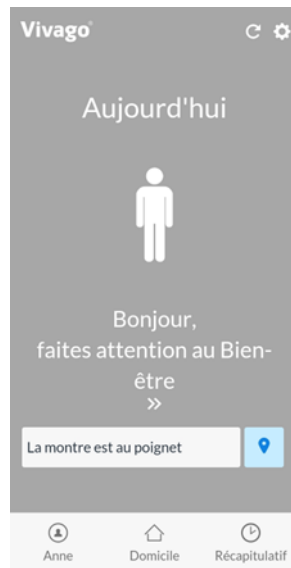 Vivago
Aujourd'hui
Bonjour,
faites attention au Bien-
être
»
La montre est au poignet
Anne
Domicile
Récapitulatif